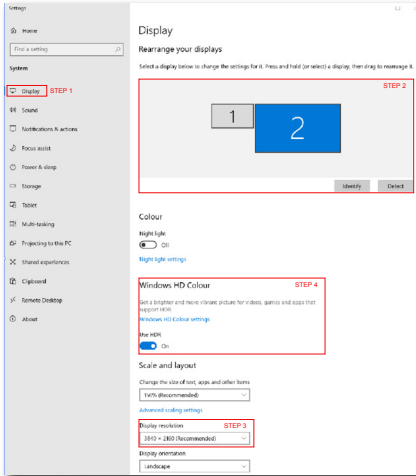 Settings
Home
Find a setting
System
Display STEP 1
Sound
Notifications & actions
Focus assist
Power & sleep
Storage
Tablet
Multi-tasking
Projecting to this PC
Shared experiences
Clipboard
Remote Desktop
About
Display
Rearrange your displays
Select a display below to change the settings for it. Press and hold (or select) a display, then drag to rearrange it.
STEP 2
1
2
Identify Detect
Colour
Night light
Off
Night light settings
Windows HD Colour STEP 4
Get a brighter and more vibrant picture for videos, games and apps that
support HDR
Windows HD Colour settings
Use HDR
On
Scale and layout
Change the size of text, apps and other items
150% (Recommended)
Advanced scaling settings
Display resolution STEP 3
3840 × 2160 (Recommended)
Display orientation
Landscape